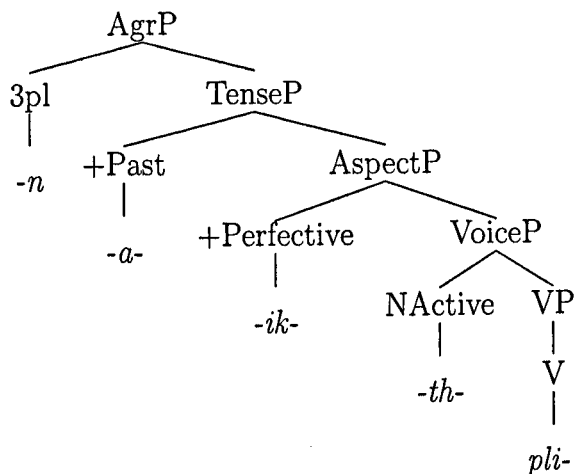 AgrP
3pl TenseP
-n +Past AspectP
-a- +Perfective VoiceP
-ik- NActive VP
-th- V
pli-